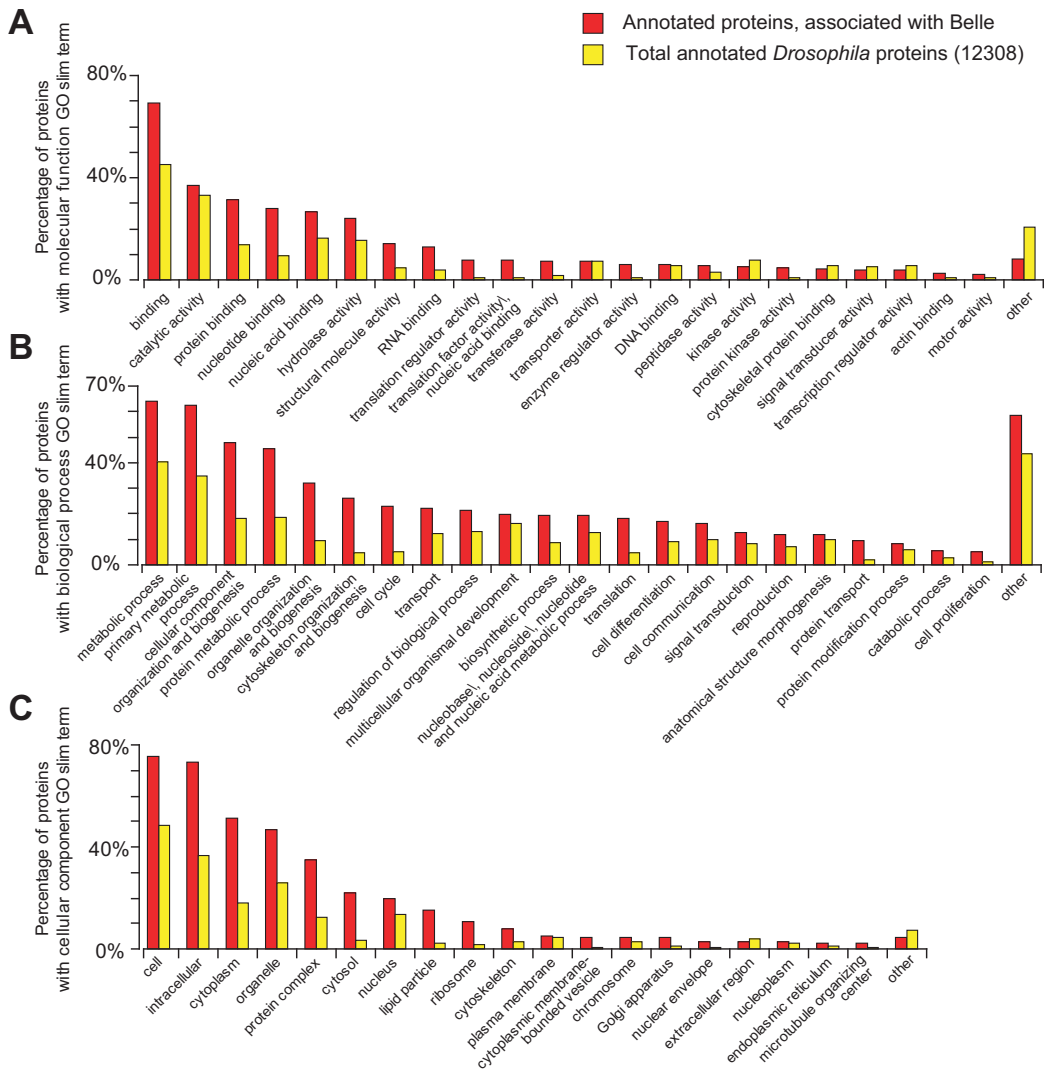 A
Annotated proteins, associated with Belle
Total annotated Drosophila proteins (12308)
Percentage of proteins
with molecular function GO slim term
80%
40%
0%
binding
catalytic activity
protein binding
nucleotide binding
nucleic acid binding
hydrolase activity
structural molecule activity
RNA binding
translation regulator activity
translation factor activity\,
nucleic acid binding
transferase activity
transporter activity
enzyme regulator activity
DNA binding
peptidase activity
kinase activity
protein kinase activity
cytoskeletal protein binding
signal transducer activity
transcription regulator activity
actin binding
motor activity
other
B
Percentage of proteins
with biological process GO slim term
70%
40%
0%
metabolic process
primary metabolic
process
cellular component
organization and biogenesis
protein metabolic process
organelle organization
and biogenesis
cytoskeleton organization
and biogenesis
cell cycle
transport
regulation of biological process
multicellular organismal development
biosynthetic process
nucleobase\, nucleoside\, nucleotide
and nucleic acid metabolic process
translation
cell differentiation
cell communication
signal transduction
reproduction
anatomical structure morphogenesis
protein transport
protein modification process
catabolic process
cell proliferation
other
C
Percentage of proteins
with cellular component GO slim term
80%
40%
0%
cell
intracellular
cytoplasm
organelle
protein complex
cytosol
nucleus
lipid particle
ribosome
cytoskeleton
plasma membrane
cytoplasmic membrane-
bounded vesicle
chromosome
Golgi apparatus
nuclear envelope
extracellular region
nucleoplasm
endoplasmic reticulum
microtubule organizing
center
other